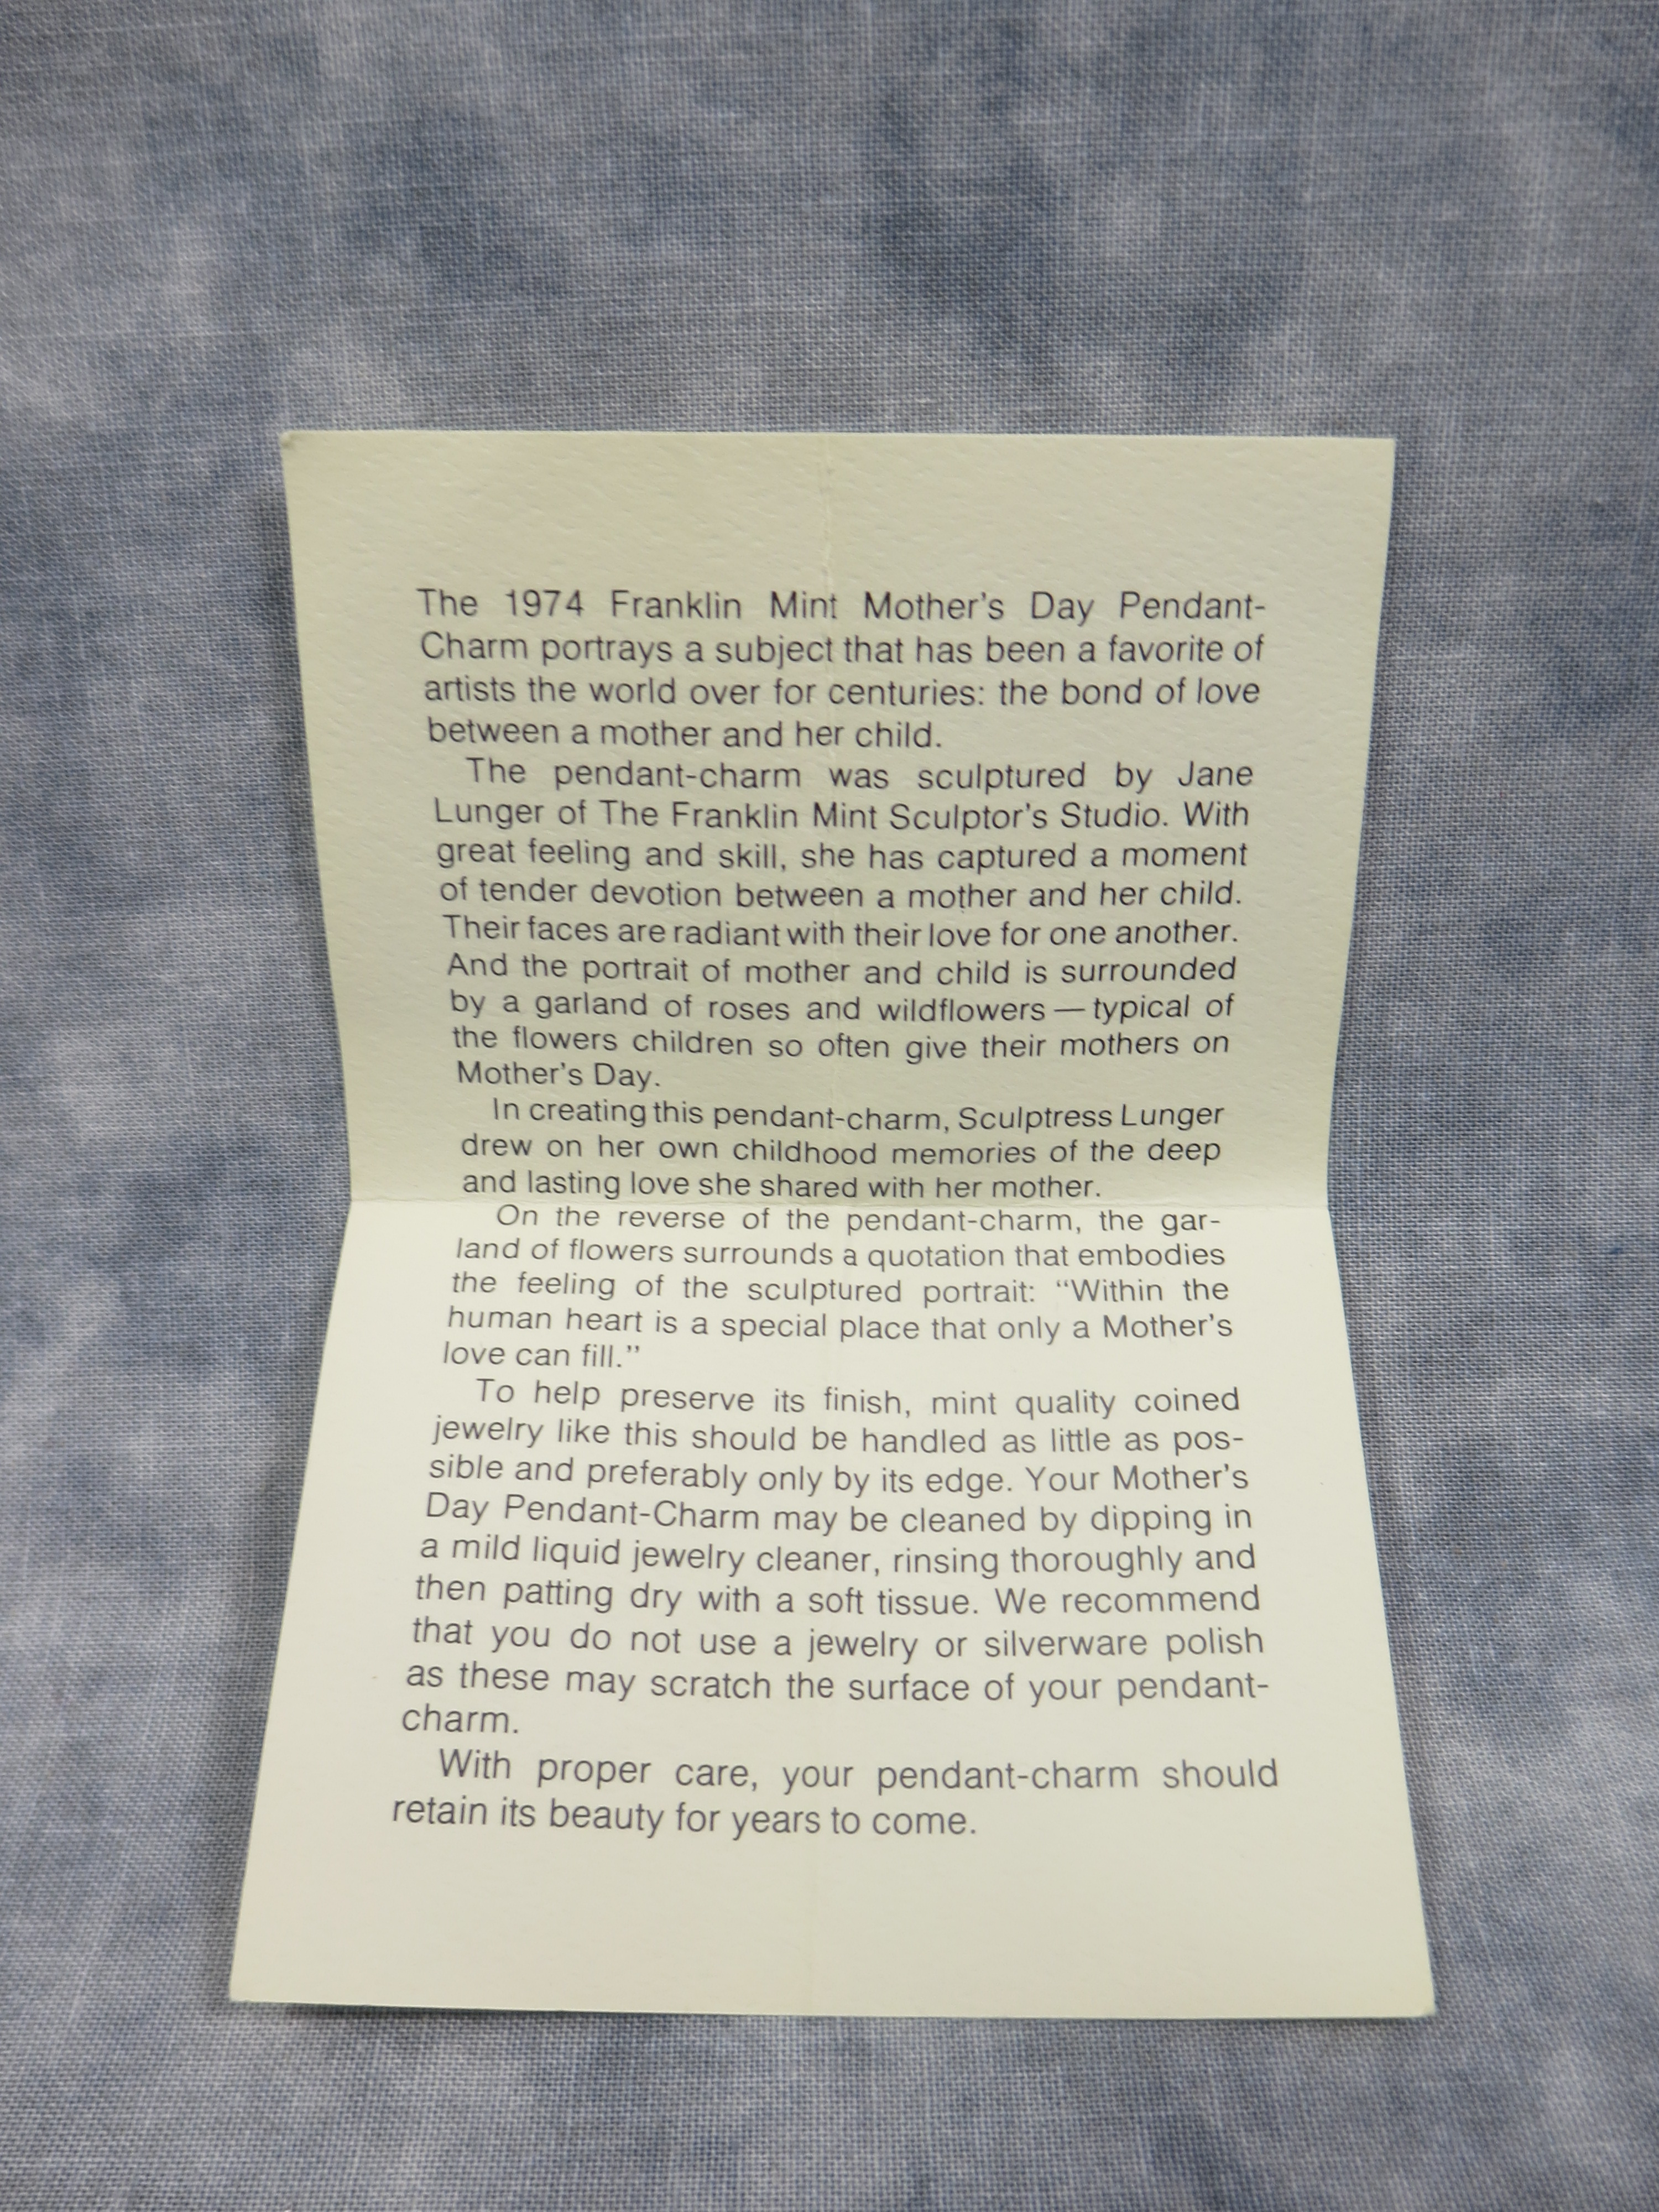 The 1974 Franklin Mint Mother's Day Pendant-
Charm portrays a subject that has been a favorite of
artists the world over for centuries: the bond of love
between a mother and her child.
The pendant-charm was sculptured by Jane
Lunger of The Franklin Mint Sculptor's Studio. With
great feeling and skill, she has captured a moment
of tender devotion between a mother and her child.
Their faces are radiant with their love for one another.
And the portrait of mother and child is surrounded
by a garland of roses and wildflowers — typical of
the flowers children so often give their mothers on
Mother's Day.
In creating this pendant-charm, Sculptress Lunger
drew on her own childhood memories of the deep
and lasting love she shared with her mother.
On the reverse of the pendant-charm, the gar-
land of flowers surrounds a quotation that embodies
the feeling of the sculptured portrait: “Within the
human heart is a special place that only a Mother's
love can fill.”
To help preserve its finish, mint quality coined
jewelry like this should be handled as little as pos-
sible and preferably only by its edge. Your Mother's
Day Pendant-Charm may be cleaned by dipping in
a mild liquid jewelry cleaner, rinsing thoroughly and
then patting dry with a soft tissue. We recommend
that you do not use a jewelry or silverware polish
as these may scratch the surface of your pendant-
charm.
With proper care, your pendant-charm should
retain its beauty for years to come.